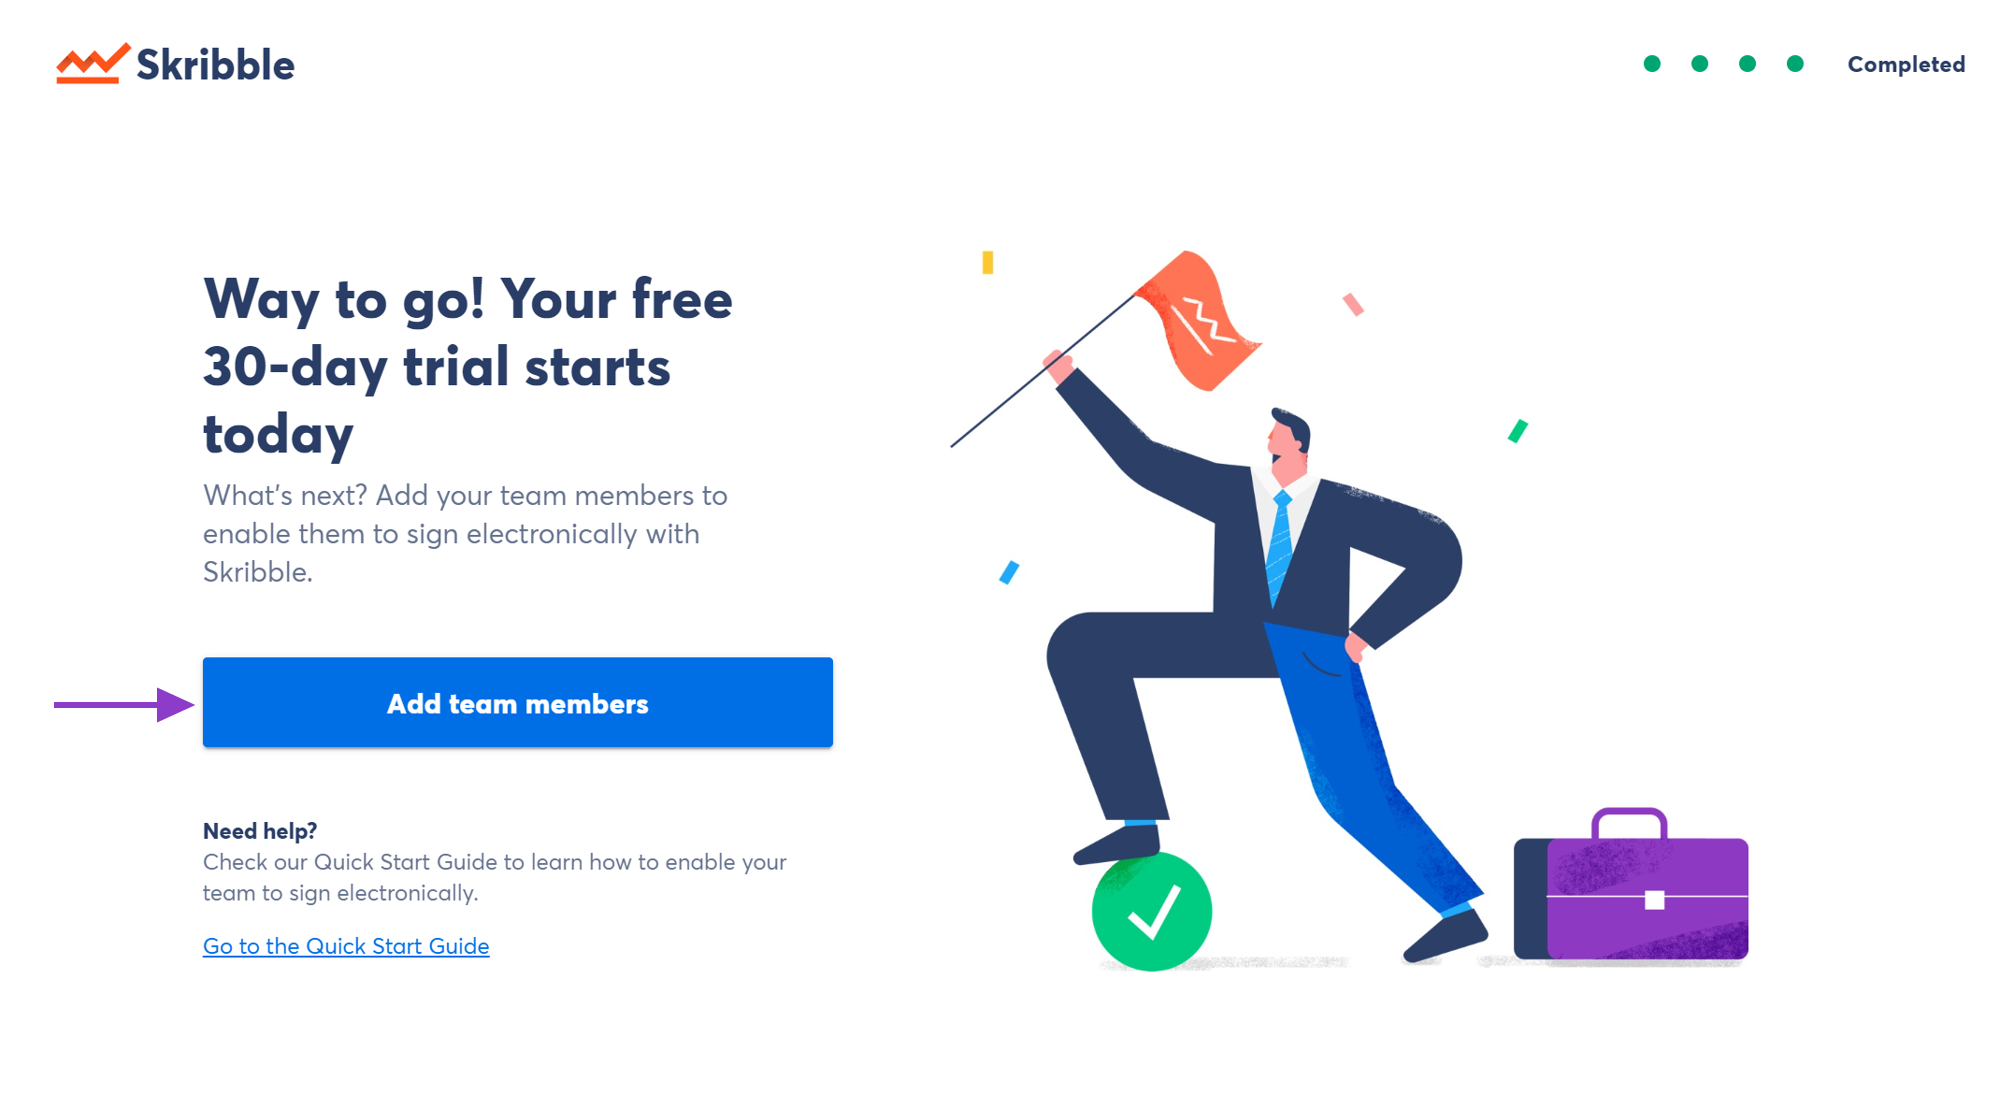 Skribble
Completed
Way to go! Your free
30-day trial starts
today
What's next? Add your team members to
enable them to sign electronically with
Skribble.
Add team members
Need help?
Check our Quick Start Guide to learn how to enable your
team to sign electronically.
Go to the Quick Start Guide